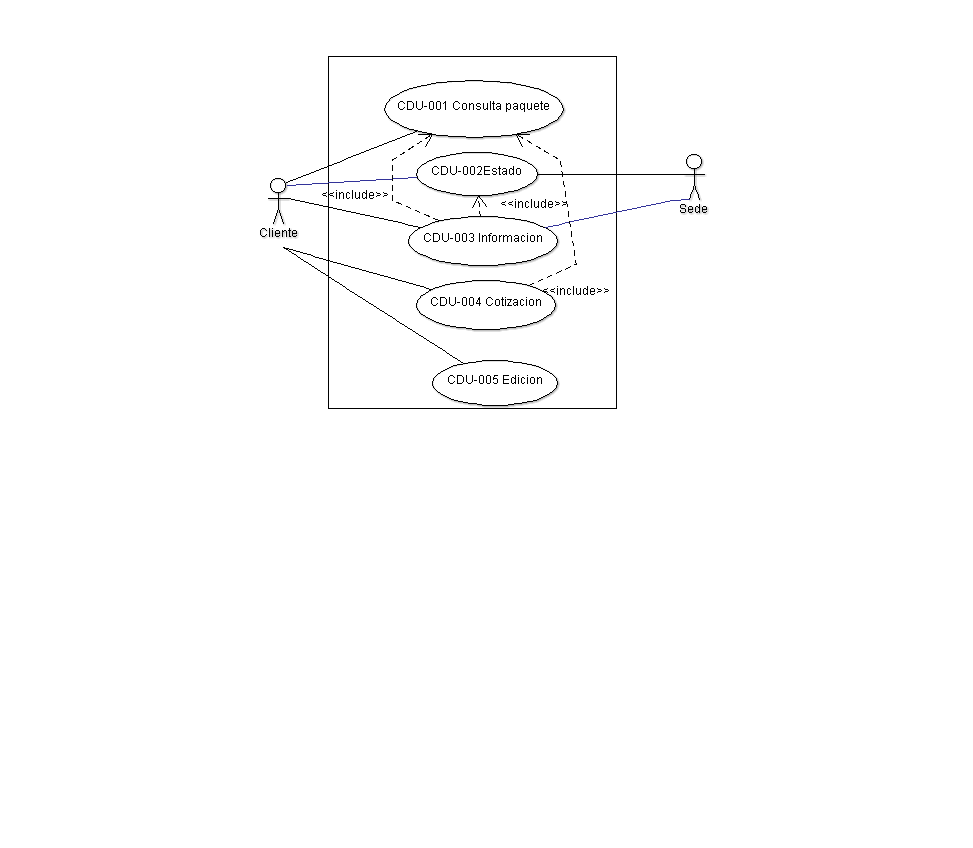 CDU-001 Consulta paquete
CDU-002Estado
<<include>>
<<include>>
Sede
Cliente
CDU-003 Informacion
<<include>>
CDU-004 Cotizacion
CDU-005 Edicion